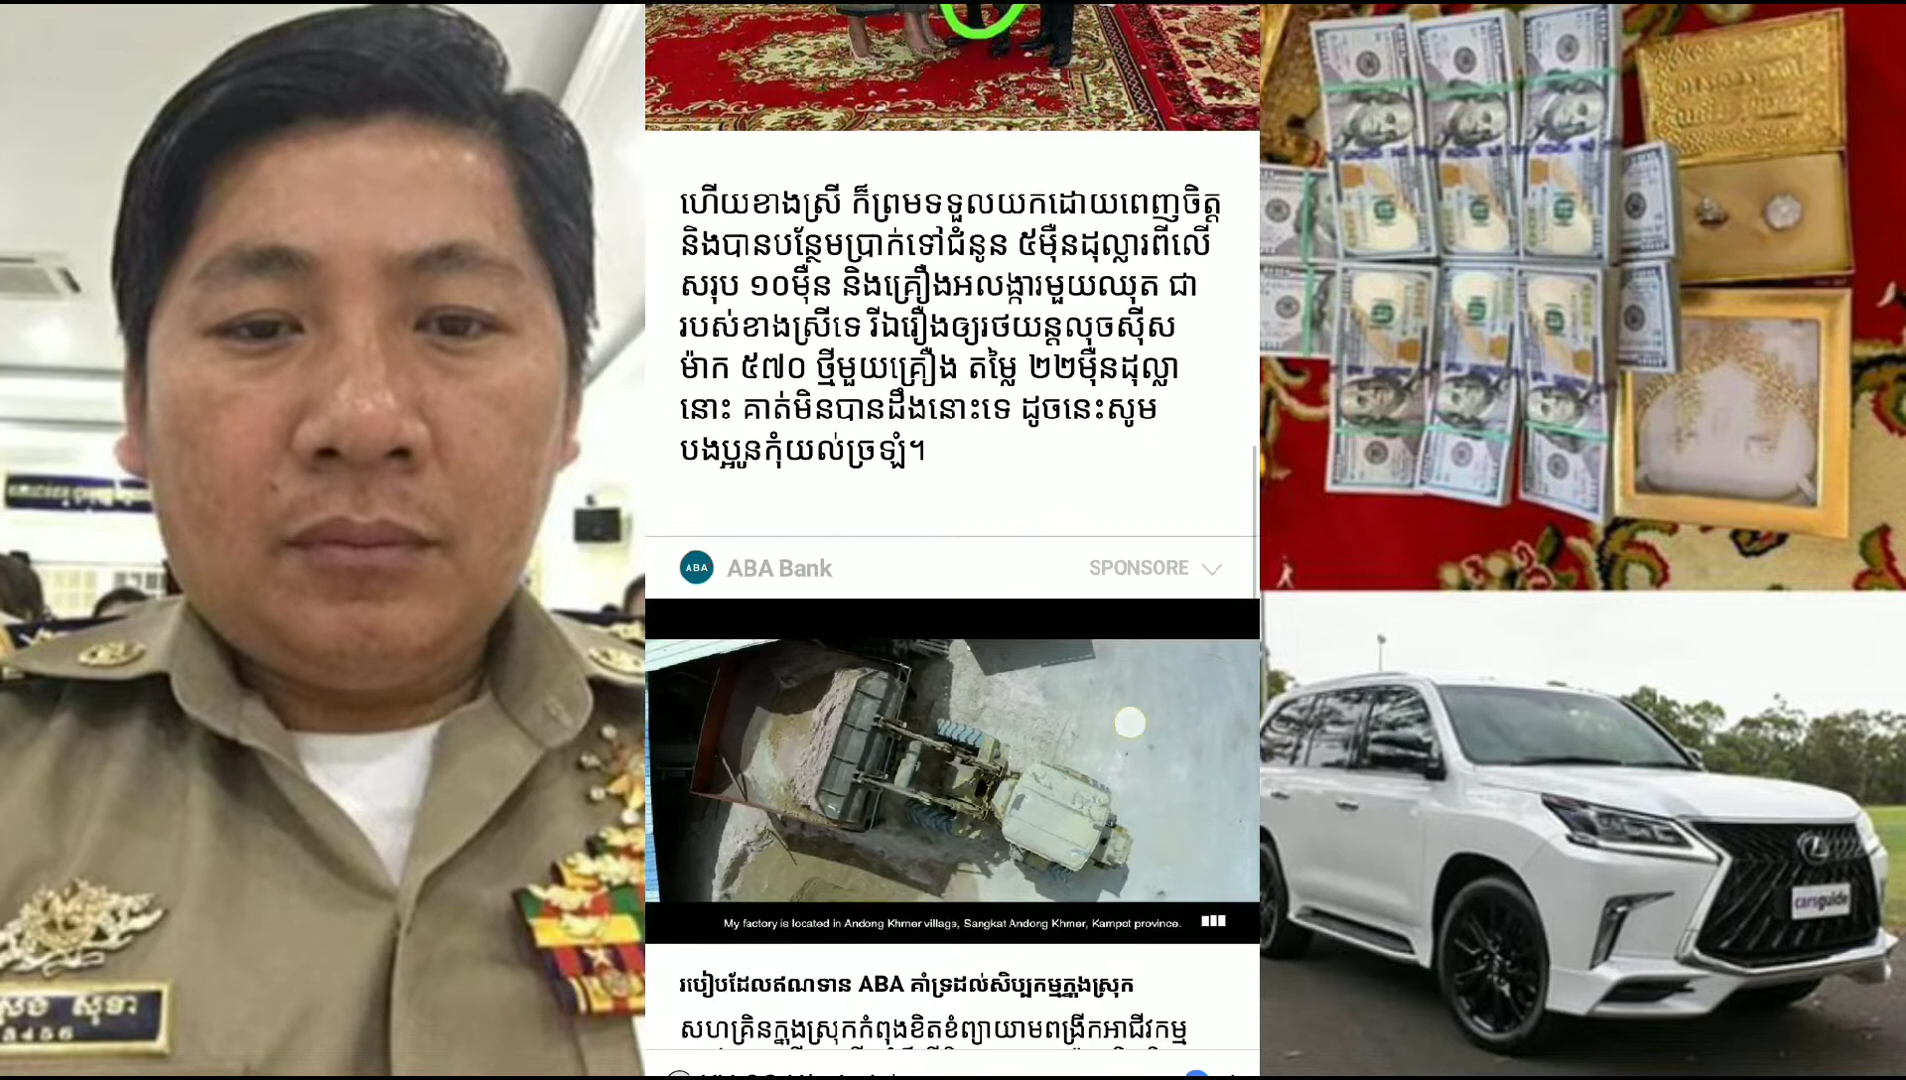 ហើយខាងស្រី ក៏ព្រមទទួលយកដោយពេញចិត្ត
និងបានបន្ថែមប្រាក់ទៅជំនូន ៥ម៉ឺនដុល្លារពីលើ
សរុប ១០ម៉ឺន និងគ្រឿងអលង្ការមួយឈុត ជា
របស់ខាងស្រីទេ រីឯរឿងឲ្យរថយន្តលុចស៊ីស
ម៉ាក ៥៧០ ថ្មីមួយគ្រឿង តម្លៃ ២២ម៉ឺនដុល្លា
នោះ គាត់មិនបានដឹងនោះទេ ដូចនេះសូម
បងប្អូនកុំយល់ច្រឡំ។
ABA
ABA Bank
SPONSORE
My factory is located in Andong Khmer village, Sangkat Andong Khmer, Kampot province.
របៀបដែលឥណទាន ABA គាំទ្រដល់សិប្បកម្មក្នុងស្រុក
សហគ្រិនក្នុងស្រុកកំពុងខិតខំព្យាយាមពង្រីកអាជីវកម្ម
សុខា
carsguide